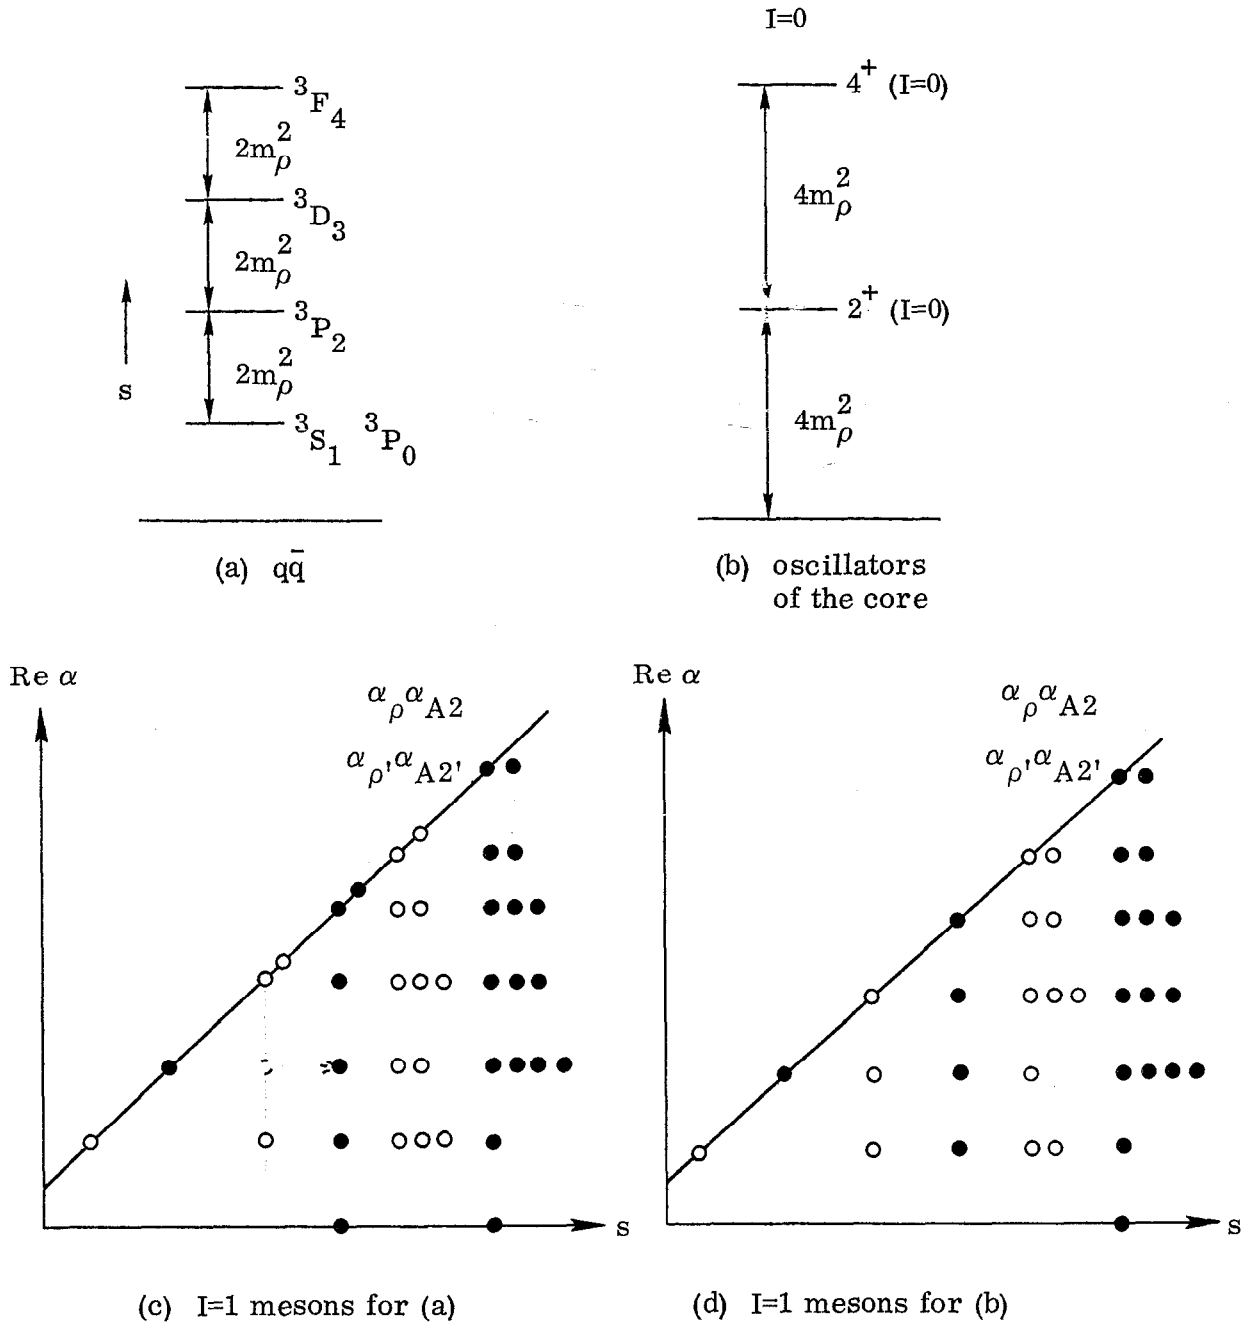 I=0
³F₄
4⁺ (I=0)
2m²ρ
4m²ρ
³D₃
2m²ρ
³P₂
2⁺ (I=0)
s
2m²ρ
4m²ρ
³S₁ ³P₀
(a) qq̄
(b) oscillators
of the core
Re α
αραA2
αρ'αA2'
s
Re α
αραA2
αρ'αA2'
s
(c) I=1 mesons for (a)
(d) I=1 mesons for (b)